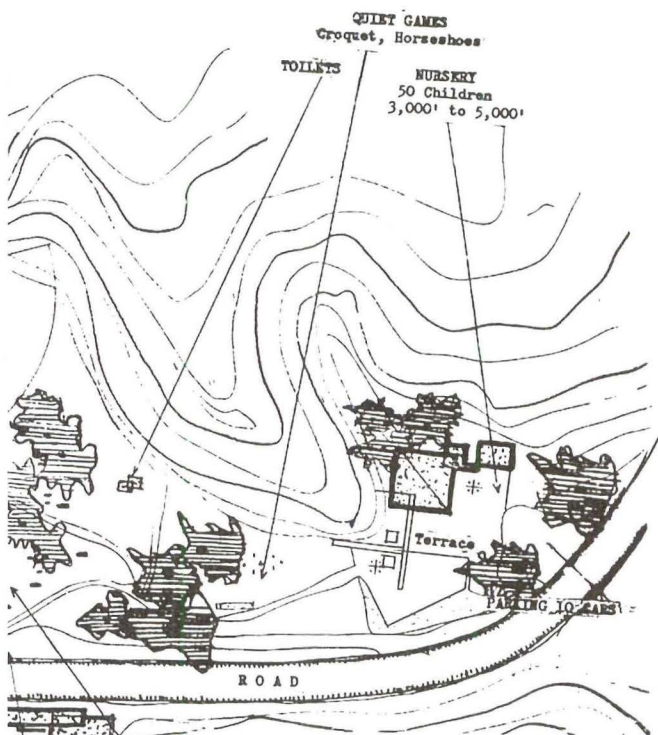 QUIET GAMES
Croquet, Horseshoes
TOILETS
NURSERY
50 Children
3,000' to 5,000'
Terrace
PARKING 10 CARS
ROAD